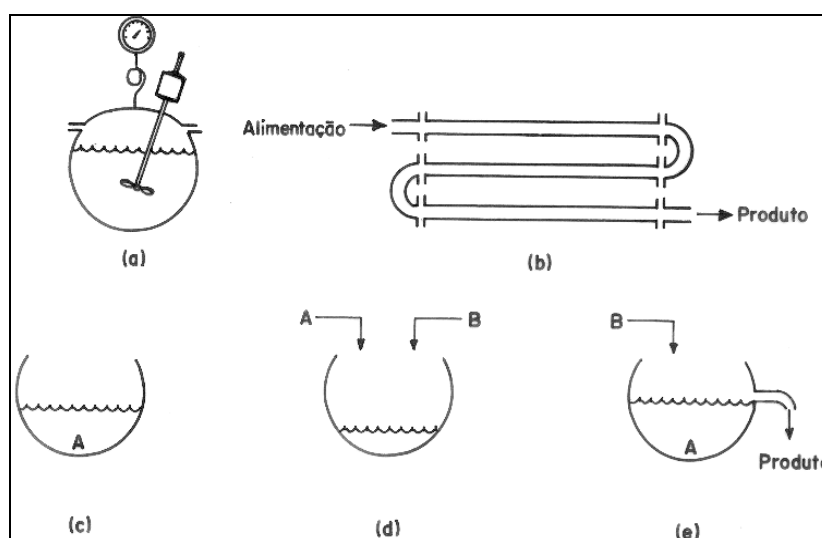 Alimentação
Produto
(a)
(b)
A
B
B
A
A
Produto
(c)
(d)
(e)